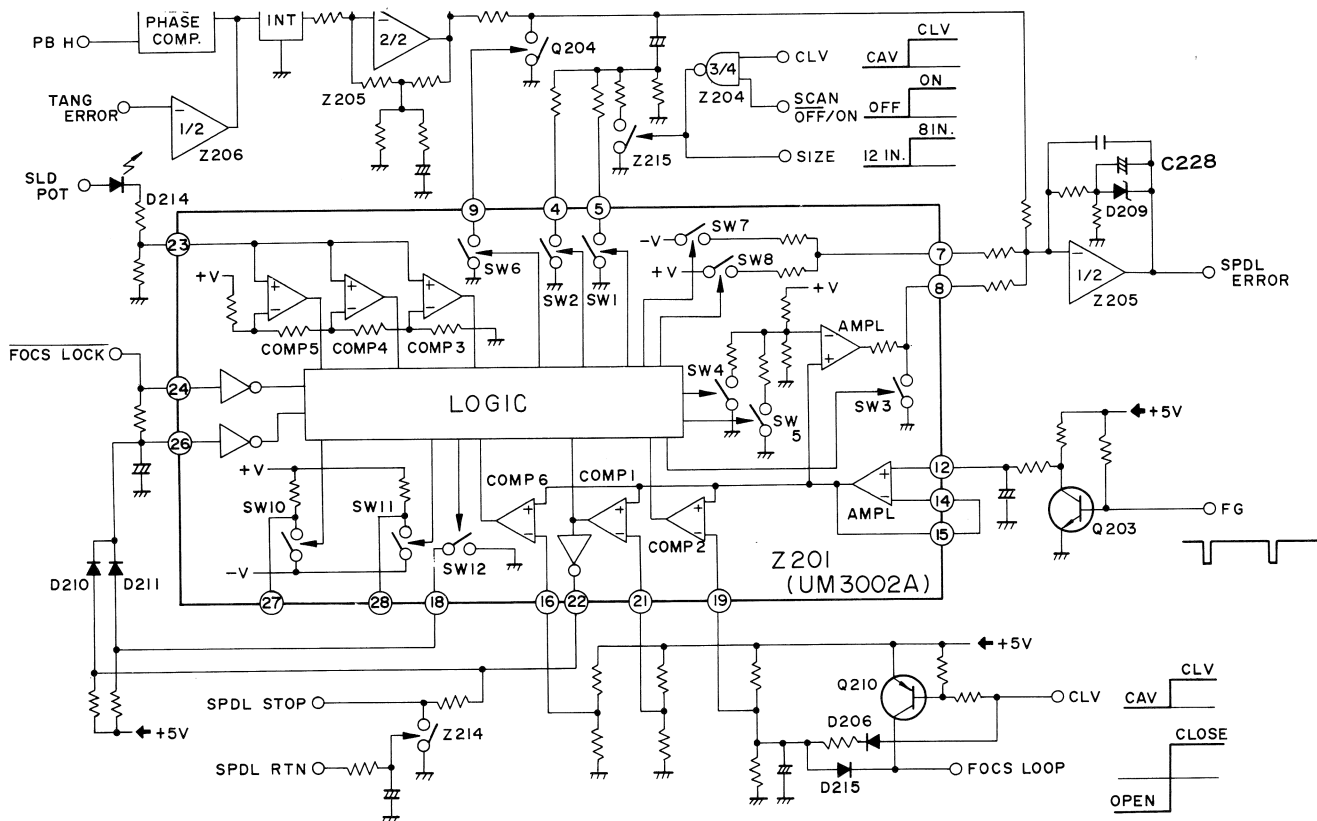 PHASE
COMP.
INT
PB H
2/2
Q204
Z205
TANG
ERROR
1/2
Z206
3/4
CLV
Z204
SCAN
OFF/ON
Z215
SIZE
CLV
CAV
ON
OFF
8 IN.
12 IN.
C228
D209
SLD
POT
D214
9
4
5
23
SW6
SW2
SW1
SW7
-V
SW8
+V
7
8
1/2
Z205
SPDL
ERROR
+V
COMP5
COMP4
COMP3
+V
AMPL
FOCS LOCK
24
26
LOGIC
SW4
SW
5
SW3
+5V
+V
SW10
SW11
-V
SW12
COMP6
COMP1
COMP2
AMPL
12
14
15
Q203
FG
Z201
(UM3002A)
D210
D211
27
28
18
16
22
21
19
+5V
+5V
SPDL STOP
Z214
SPDL RTN
Q210
CLV
D206
D215
FOCS LOOP
CLV
CAV
CLOSE
OPEN